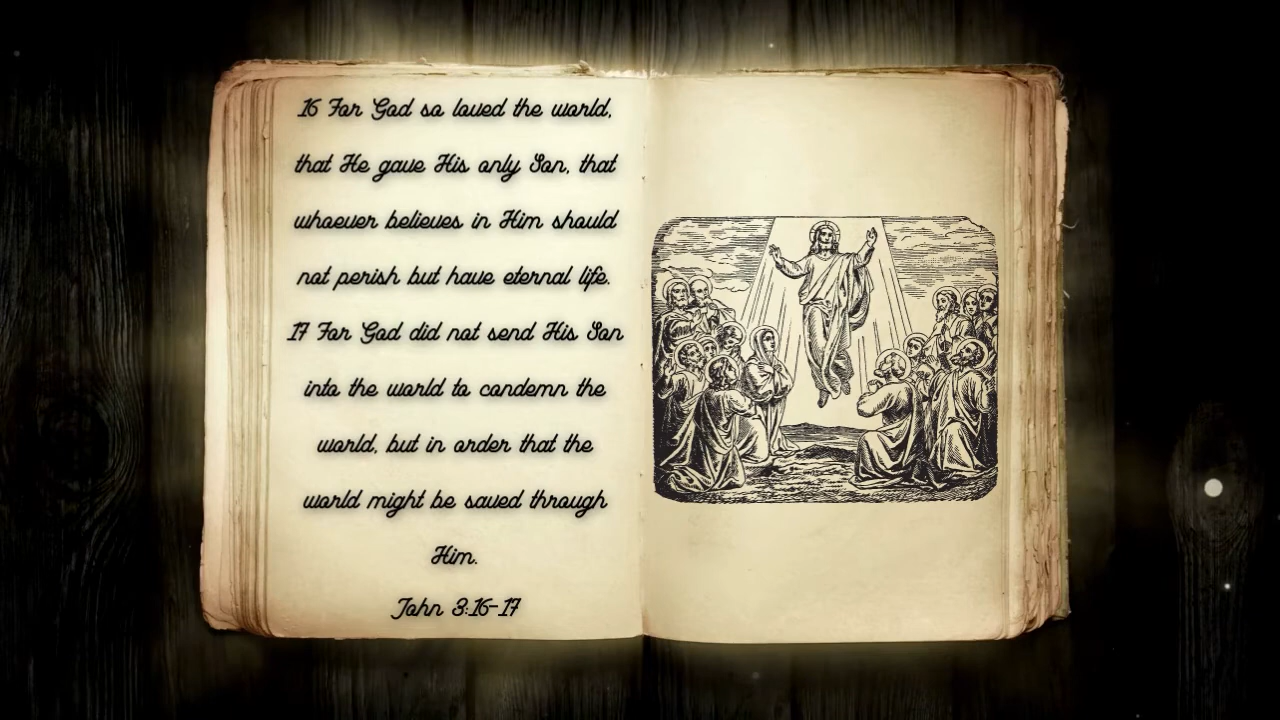 16 For God so loved the world,
that He gave His only Son, that
whoever believes in Him should
not perish but have eternal life.
17 For God did not send His Son
into the world to condemn the
world, but in order that the
world might be saved through
Him.
John 3:16-17